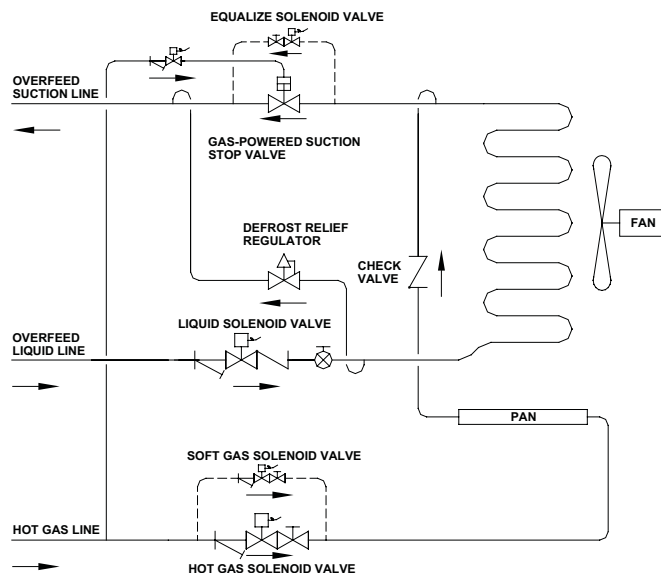 EQUALIZE SOLENOID VALVE
OVERFEED
SUCTION LINE
GAS-POWERED SUCTION
STOP VALVE
FAN
DEFROST RELIEF
REGULATOR
CHECK
VALVE
LIQUID SOLENOID VALVE
OVERFEED
LIQUID LINE
PAN
SOFT GAS SOLENOID VALVE
HOT GAS LINE
HOT GAS SOLENOID VALVE